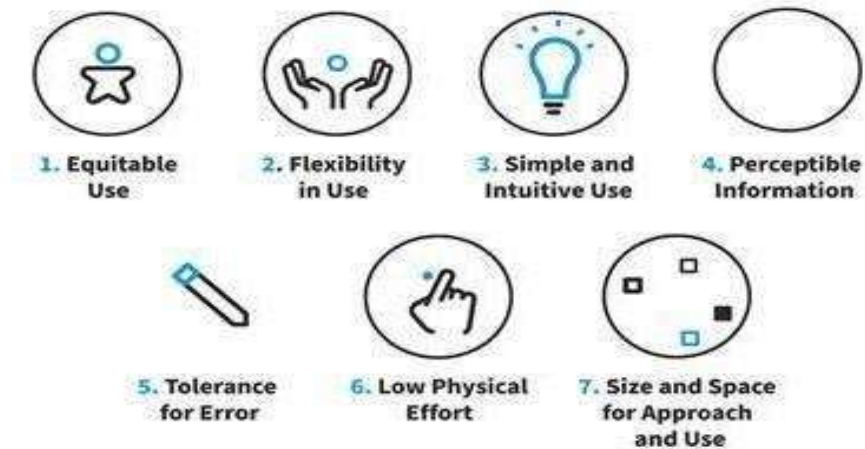 1. Equitable
Use
2. Flexibility
in Use
3. Simple and
Intuitive Use
4. Perceptible
Information
5. Tolerance
for Error
6. Low Physical
Effort
7. Size and Space
for Approach
and Use